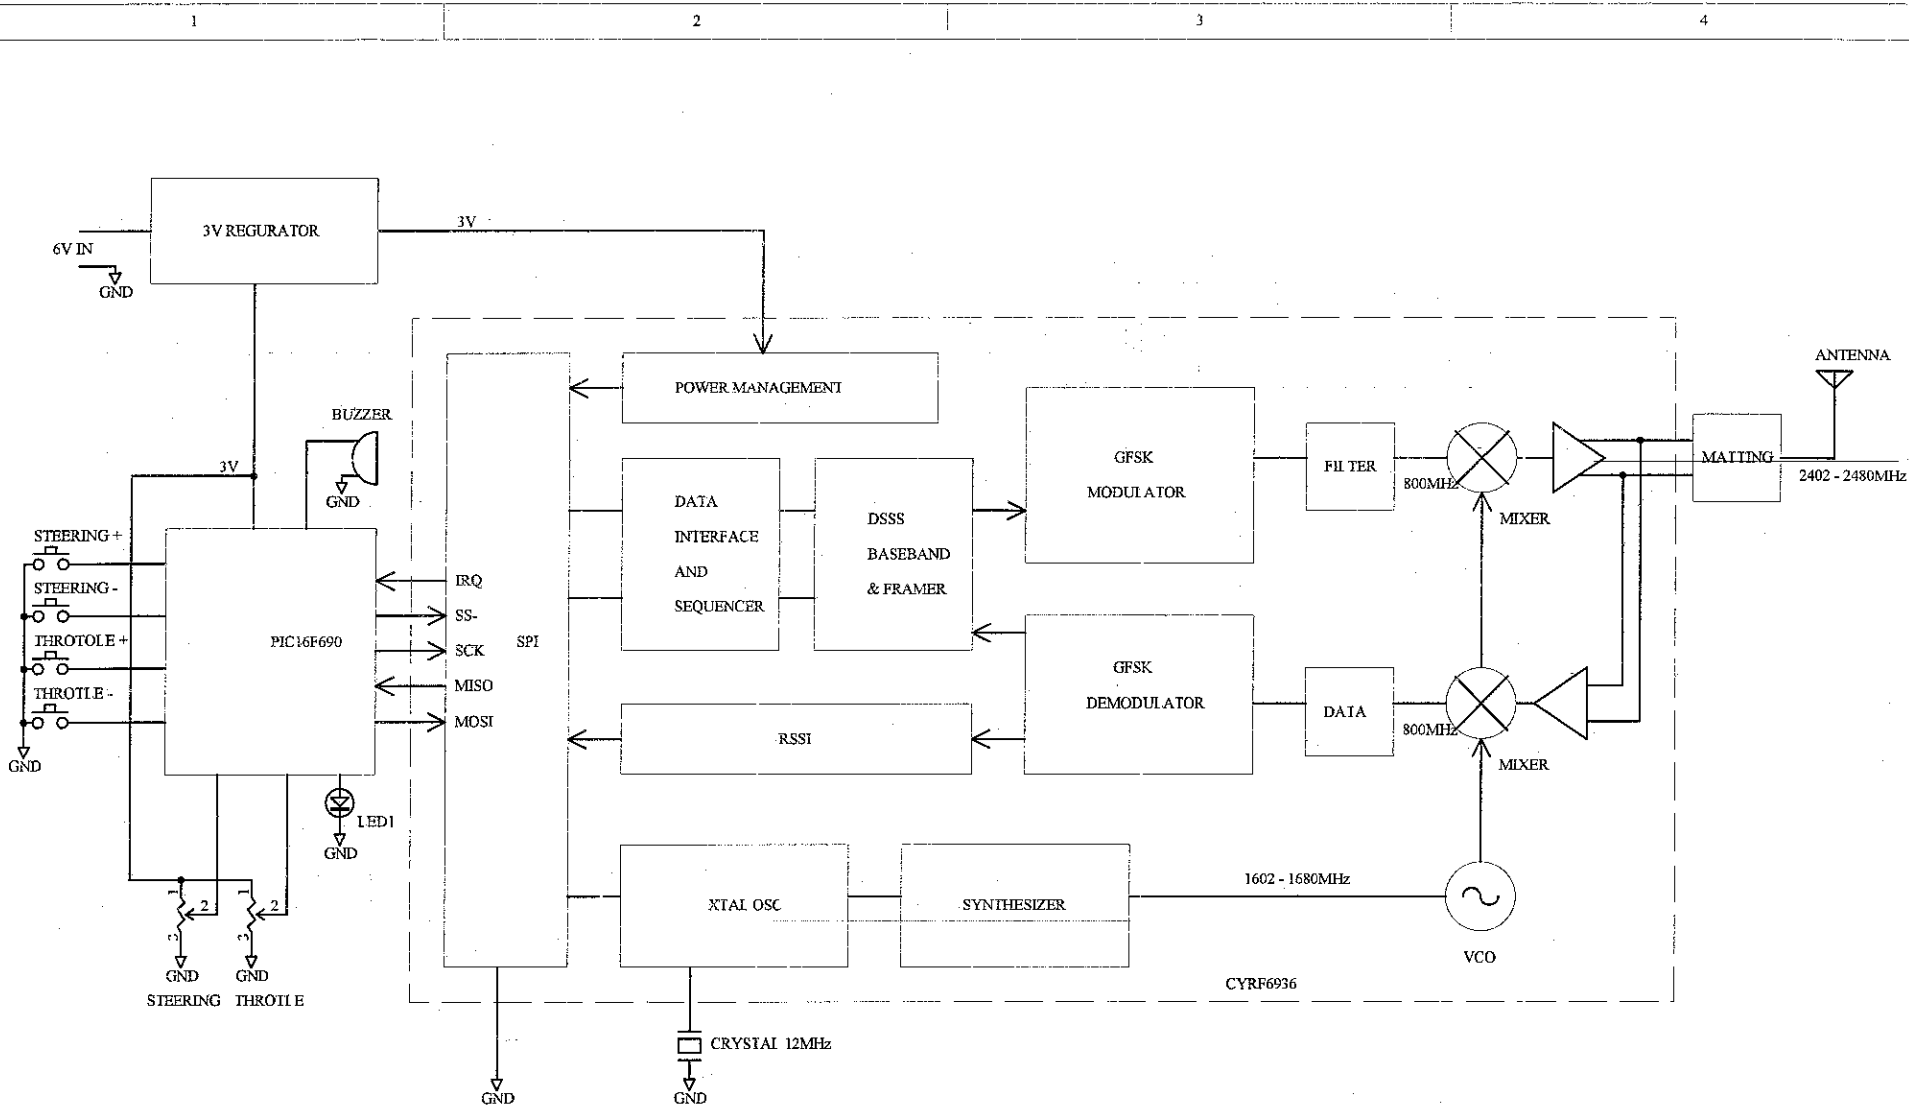 1 2 3 4
3V REGURATOR
3V
6V IN
GND
POWER MANAGEMENT
ANTENNA
BUZZER
GND
3V
GFSK
MODULATOR
FILTER
800MHz
MIXER
MATTING
2402 - 2480MHz
DATA
INTERFACE
AND
SEQUENCER
DSSS
BASEBAND
& FRAMER
STEERING +
STEERING -
THROTOLE +
THROTLE -
GND
PIC16F690
IRQ
SS-
SCK
MISO
MOSI
SPI
GFSK
DEMODULATOR
DATA
800MHz
MIXER
RSSI
LED1
GND
XTAL OSC
SYNTHESIZER
1602 - 1680MHz
VCO
1 2 3
1 2 3
GND GND
STEERING THROTLE
CYRF6936
CRYSTAL 12MHz
GND
GND